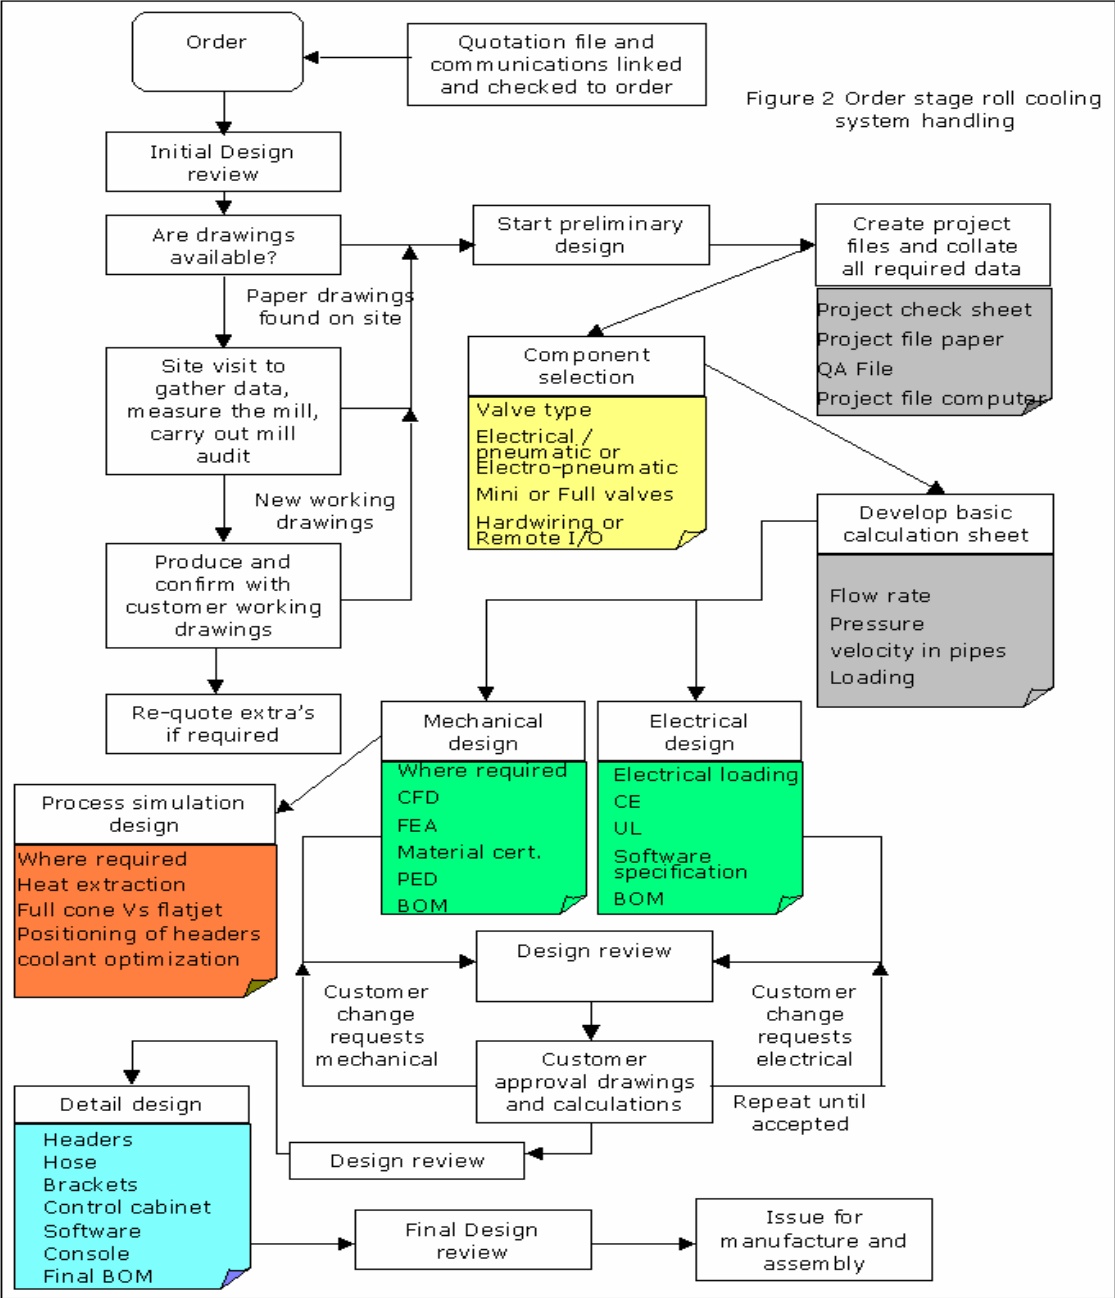 Order
Quotation file and
communications linked
and checked to order
Figure 2 Order stage roll cooling
system handling
Initial Design
review
Are drawings
available?
Start preliminary
design
Create project
files and collate
all required data
Project check sheet
Project file paper
QA File
Project file computer
Paper drawings
found on site
Site visit to
gather data,
measure the mill,
carry out mill
audit
Component
selection
Valve type
Electrical /
pneumatic or
Electro-pneumatic
Mini or Full valves
Hardwiring or
Remote I/O
New working
drawings
Develop basic
calculation sheet
Flow rate
Pressure
velocity in pipes
Loading
Produce and
confirm with
customer working
drawings
Re-quote extra's
if required
Mechanical
design
Where required
CFD
FEA
Material cert.
PED
BOM
Electrical
design
Electrical loading
CE
UL
Software
specification
BOM
Process simulation
design
Where required
Heat extraction
Full cone Vs flatjet
Positioning of headers
coolant optimization
Design review
Customer
change
requests
mechanical
Customer
change
requests
electrical
Customer
approval drawings
and calculations
Repeat until
accepted
Design review
Detail design
Headers
Hose
Brackets
Control cabinet
Software
Console
Final BOM
Final Design
review
Issue for
manufacture and
assembly